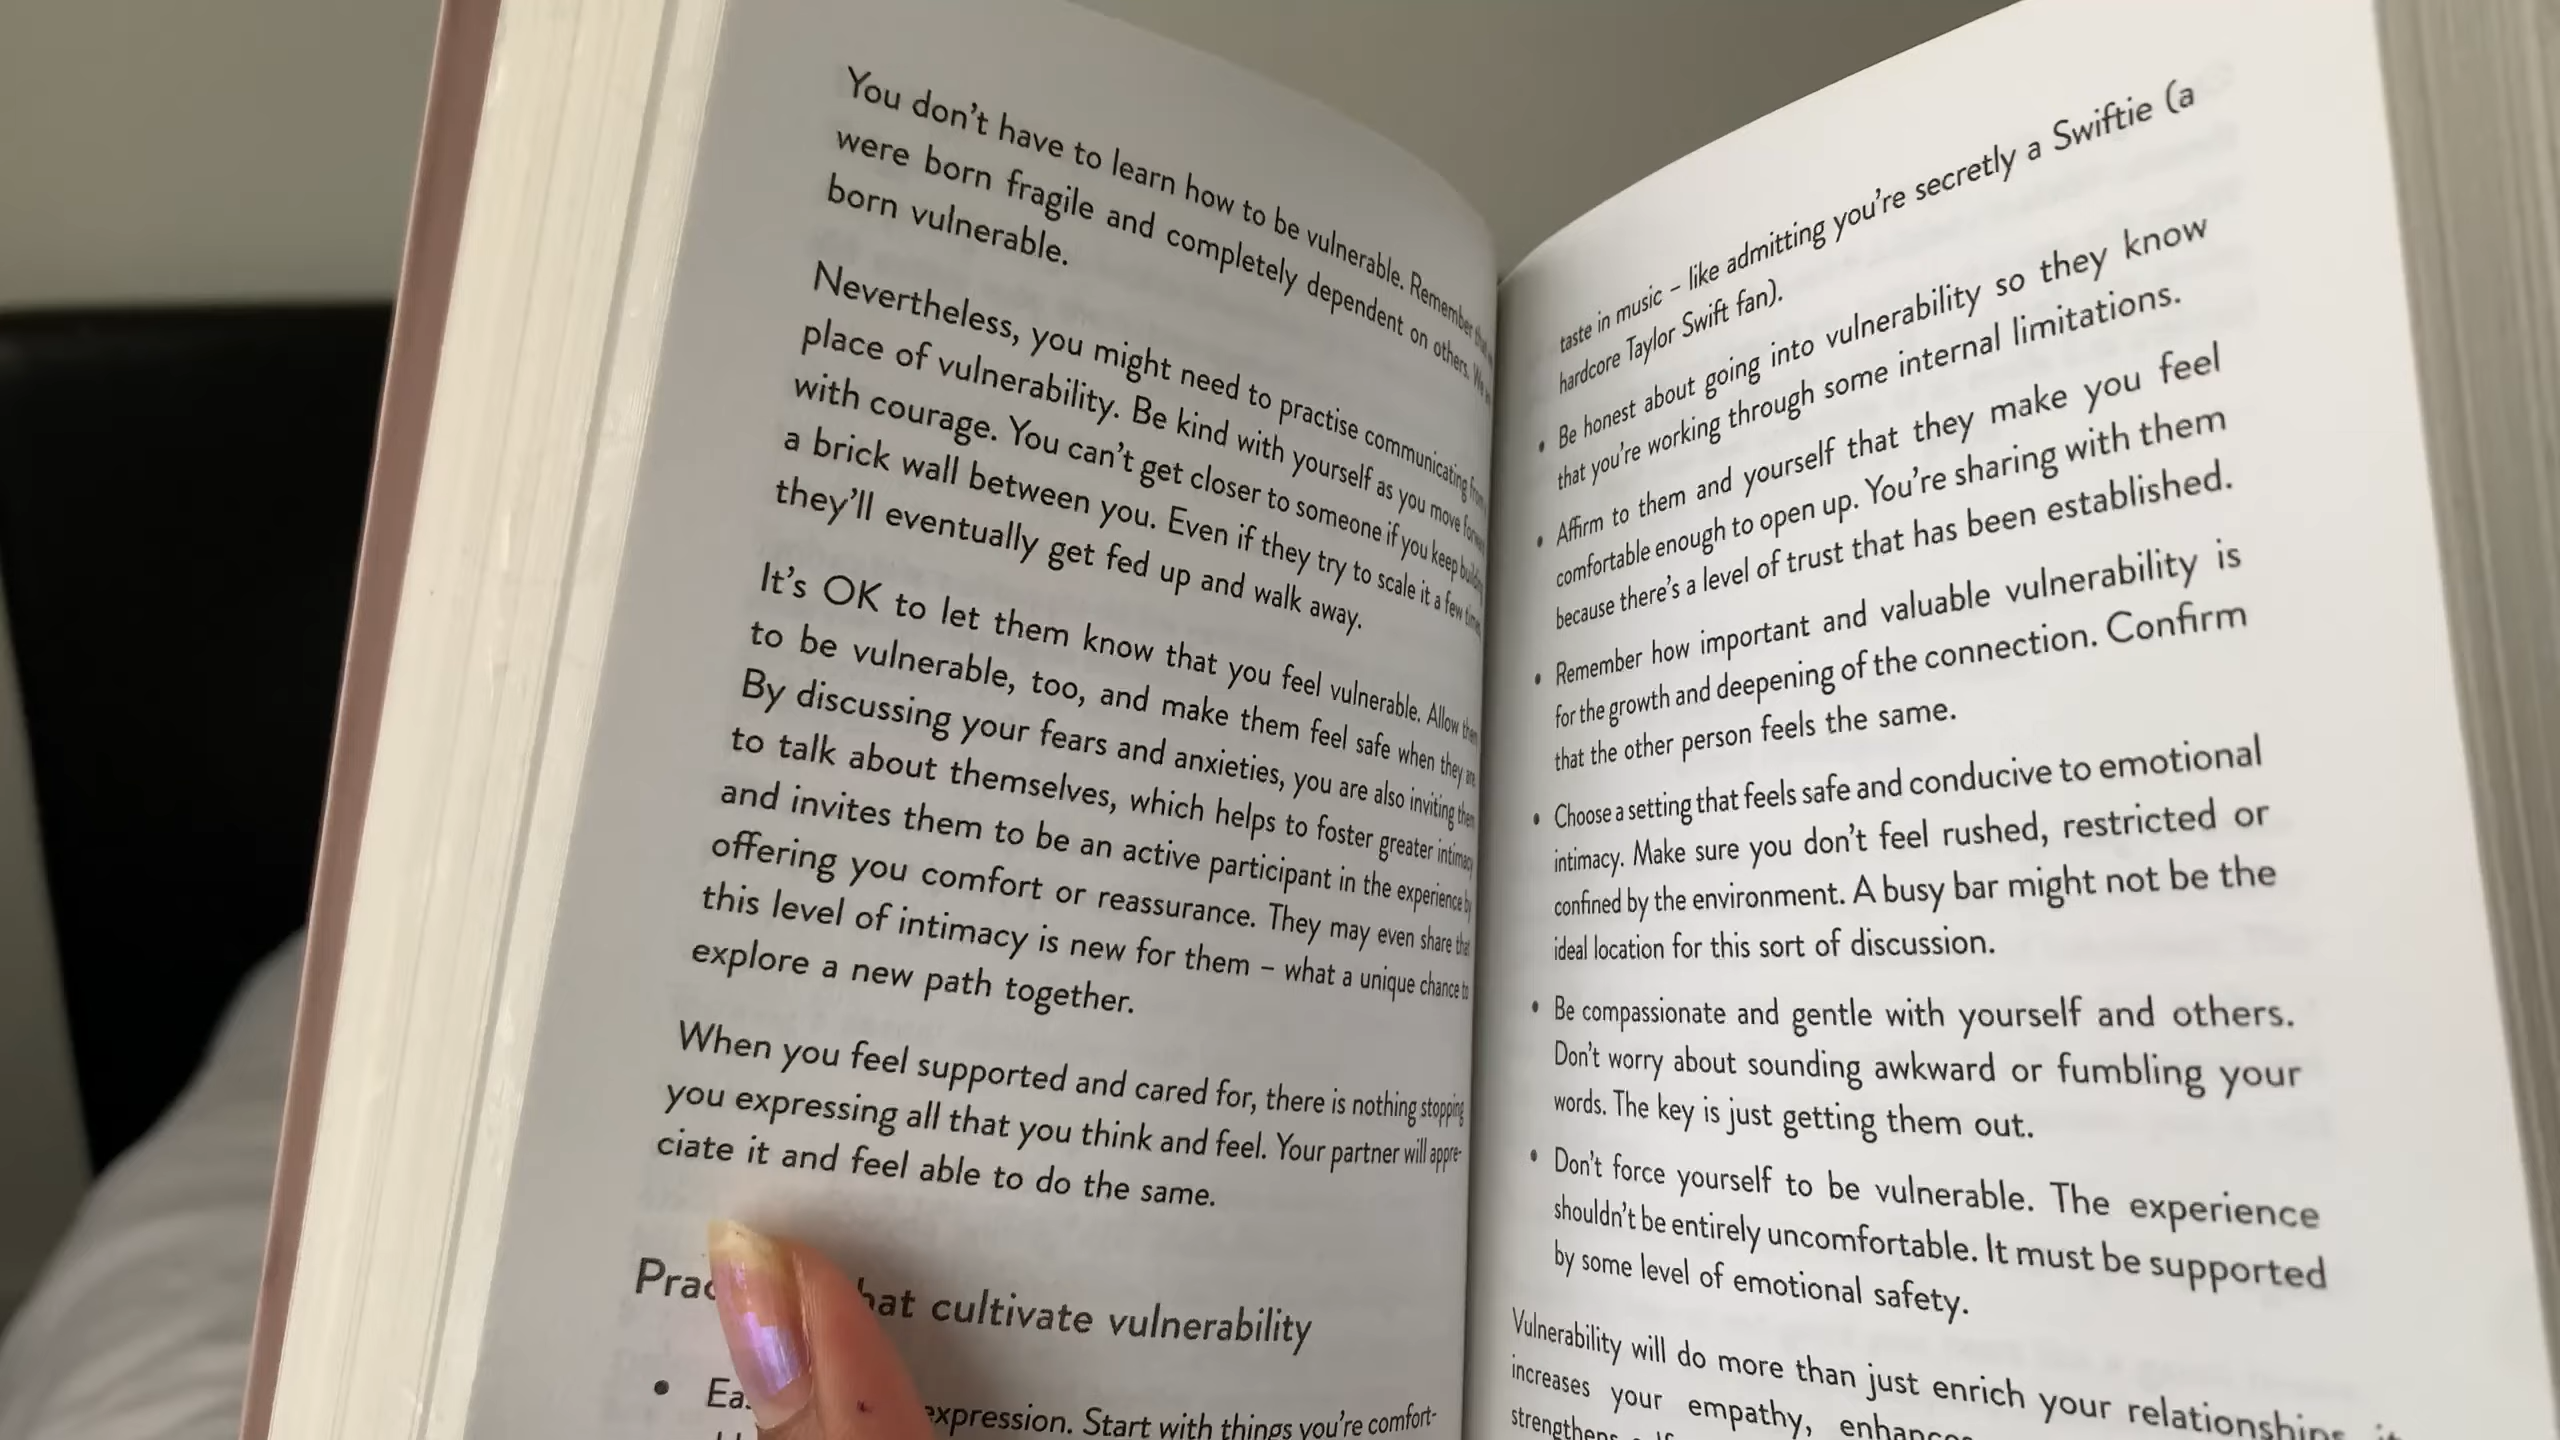 You don't have to learn how to be vulnerable. Remember that we
were born fragile and completely dependent on others. We
born vulnerable.
Nevertheless, you might need to practise communicating from
place of vulnerability. Be kind with yourself as you move
with courage. You can't get closer to someone if you keep building
a brick wall between you. Even if they try to scale it a few times
they'll eventually get fed up and walk away.
It's OK to let them know that you feel vulnerable. Allow them
to be vulnerable, too, and make them feel safe when they are.
By discussing your fears and anxieties, you are also inviting them
to talk about themselves, which helps to foster greater intimacy
and invites them to be an active participant in the experience by
offering you comfort or reassurance. They may even share that
this level of intimacy is new for them – what a unique chance to
explore a new path together.
When you feel supported and cared for, there is nothing stopping
you expressing all that you think and feel. Your partner will appre-
ciate it and feel able to do the same.
hat cultivate vulnerability
• expression. Start with things you're comfort-
taste in music – like admitting you're secretly a Swiftie (a
hardcore Taylor Swift fan).
• Be honest about going into vulnerability so they know
that you're working through some internal limitations.
• Affirm to them and yourself that they make you feel
comfortable enough to open up. You're sharing with them
because there's a level of trust that has been established.
• Remember how important and valuable vulnerability is
for the growth and deepening of the connection. Confirm
that the other person feels the same.
• Choose a setting that feels safe and conducive to emotional
intimacy. Make sure you don't feel rushed, restricted or
confined by the environment. A busy bar might not be the
ideal location for this sort of discussion.
• Be compassionate and gentle with yourself and others.
Don't worry about sounding awkward or fumbling your
words. The key is just getting them out.
• Don't force yourself to be vulnerable. The experience
shouldn't be entirely uncomfortable. It must be supported
by some level of emotional safety.
Vulnerability will do more than just enrich your relationships, it
increases your empathy,